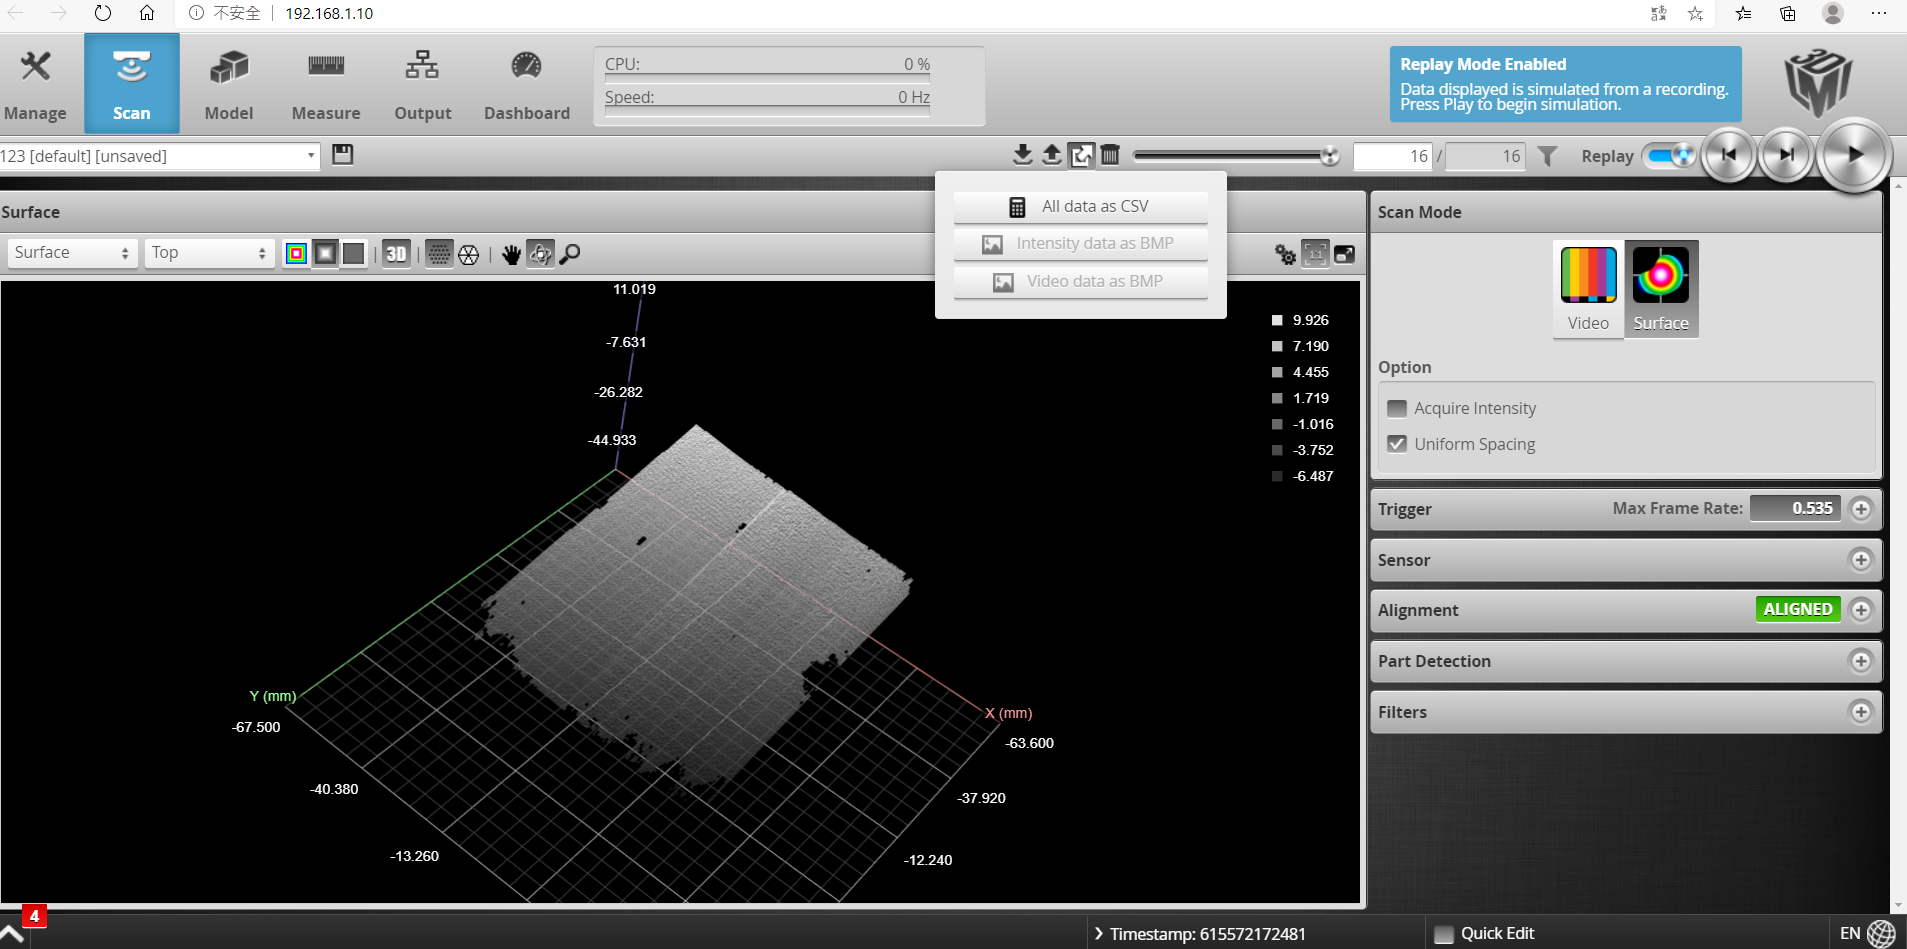 不安全
192.168.1.10
Manage
Scan
Model
Measure
Output
Dashboard
CPU: 0 %
Speed: 0 Hz
Replay Mode Enabled
Data displayed is simulated from a recording.
Press Play to begin simulation.
123 [default] [unsaved]
16 / 16
Replay
All data as CSV
Intensity data as BMP
Video data as BMP
Surface
Surface
Top
3D
1:1
11.019
-7.631
-26.282
-44.933
9.926
7.190
4.455
1.719
-1.016
-3.752
-6.487
Y (mm)
-67.500
-40.380
-13.260
X (mm)
-63.600
-37.920
-12.240
Scan Mode
Video
Surface
Option
Acquire Intensity
Uniform Spacing
Trigger Max Frame Rate: 0.535
Sensor
Alignment ALIGNED
Part Detection
Filters
4
Timestamp: 615572172481
Quick Edit
EN